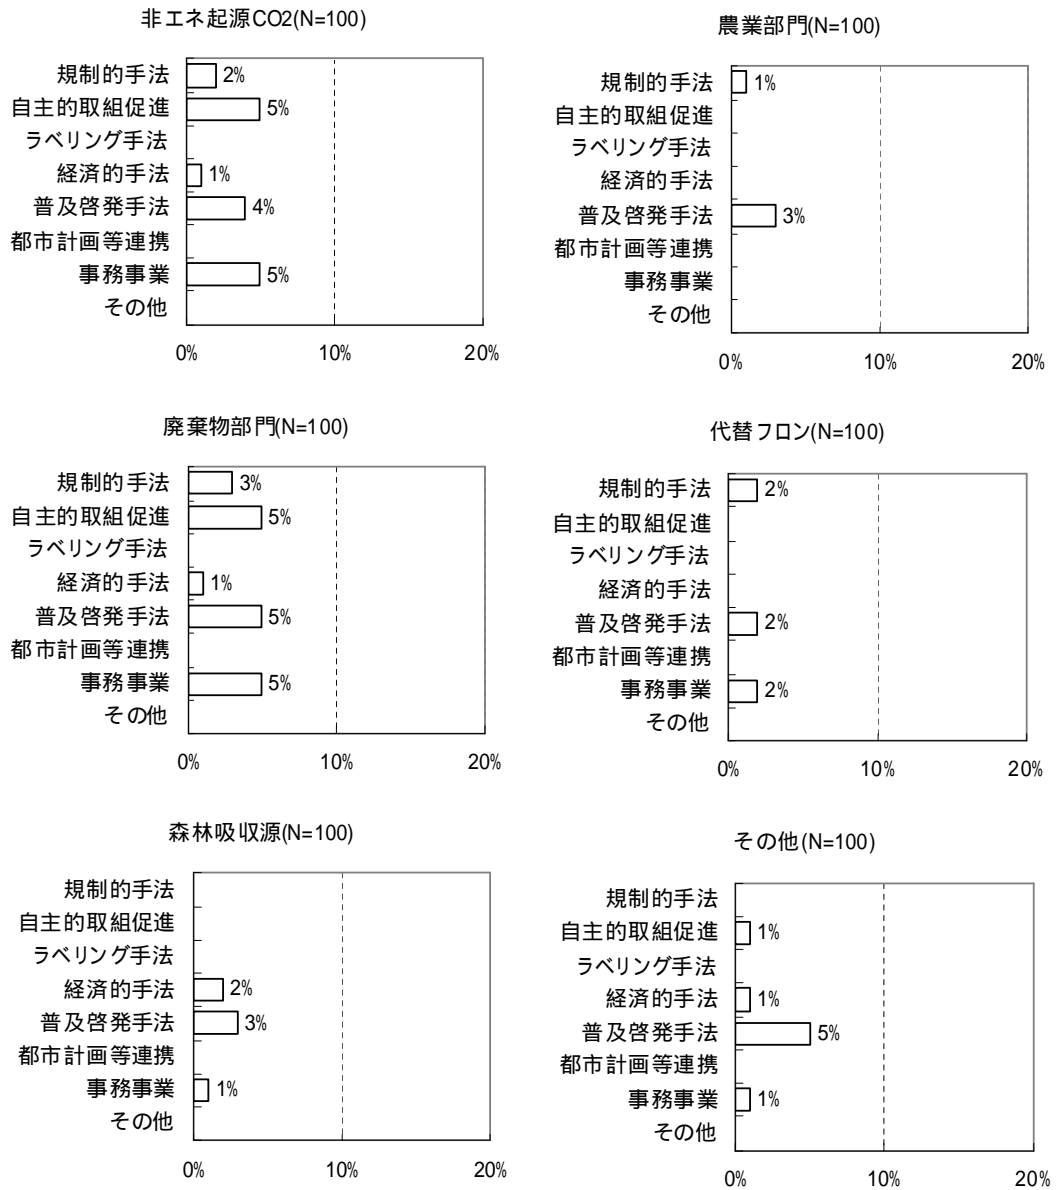 非エネ起源CO2(N=100)
規制的手法 2%
自主的取組促進 5%
ラベリング手法
経済的手法 1%
普及啓発手法 4%
都市計画等連携
事務事業 5%
その他
0% 10% 20%
農業部門(N=100)
規制的手法 1%
自主的取組促進
ラベリング手法
経済的手法
普及啓発手法 3%
都市計画等連携
事務事業
その他
0% 10% 20%
廃棄物部門(N=100)
規制的手法 3%
自主的取組促進 5%
ラベリング手法
経済的手法 1%
普及啓発手法 5%
都市計画等連携
事務事業 5%
その他
0% 10% 20%
代替フロン(N=100)
規制的手法 2%
自主的取組促進
ラベリング手法
経済的手法
普及啓発手法 2%
都市計画等連携
事務事業 2%
その他
0% 10% 20%
森林吸収源(N=100)
規制的手法
自主的取組促進
ラベリング手法
経済的手法 2%
普及啓発手法 3%
都市計画等連携
事務事業 1%
その他
0% 10% 20%
その他(N=100)
規制的手法
自主的取組促進 1%
ラベリング手法
経済的手法 1%
普及啓発手法 5%
都市計画等連携
事務事業 1%
その他
0% 10% 20%